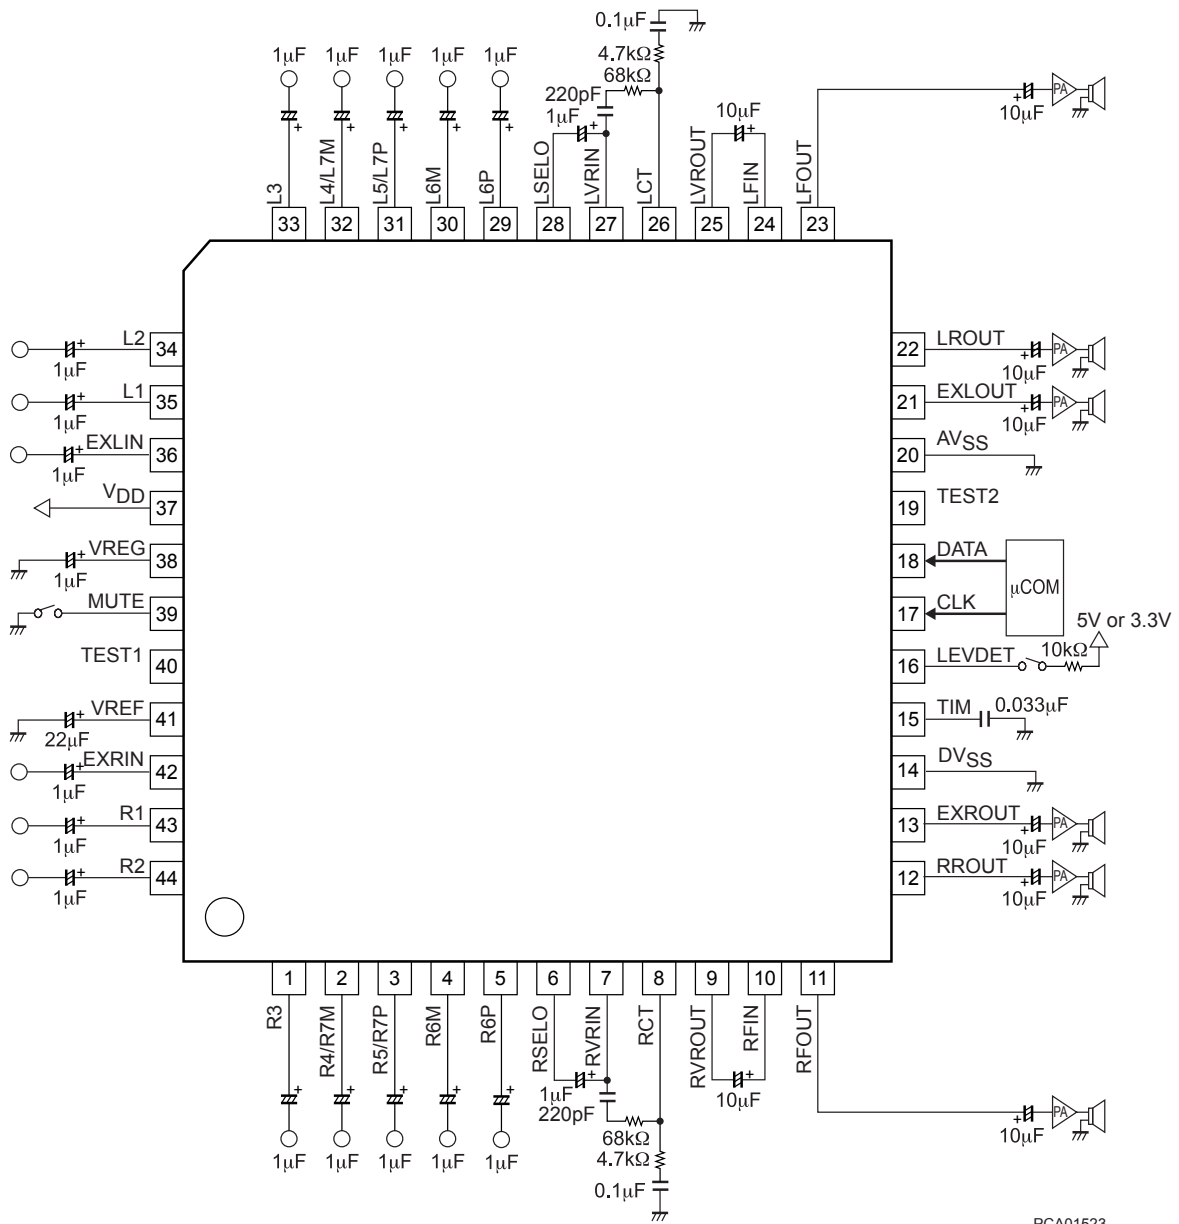 0.1µF
4.7kΩ
68kΩ
1µF 1µF 1µF 1µF 1µF
220pF
1µF
10µF
PA
10µF
L3
L4/L7M
L5/L7P
L6M
L6P
LSELO
LVRIN
LCT
LVROUT
LFIN
LFOUT
33 32 31 30 29 28 27 26 25 24 23
L2 34
1µF
L1 35
1µF
EXLIN 36
1µF
VDD 37
VREG 38
1µF
MUTE 39
TEST1 40
VREF 41
22µF
EXRIN 42
1µF
R1 43
1µF
R2 44
1µF
22 LROUT PA
10µF
21 EXLOUT PA
10µF
20 AVSS
19 TEST2
18 DATA
µCOM
17 CLK
5V or 3.3V
10kΩ
16 LEVDET
15 TIM 0.033µF
14 DVSS
13 EXROUT PA
10µF
12 RROUT PA
10µF
1 2 3 4 5 6 7 8 9 10 11
R3
R4/R7M
R5/R7P
R6M
R6P
RSELO
RVRIN
RCT
RVROUT
RFIN
RFOUT
1µF
220pF
10µF
PA
10µF
68kΩ
4.7kΩ
0.1µF
1µF 1µF 1µF 1µF 1µF
PCA01523